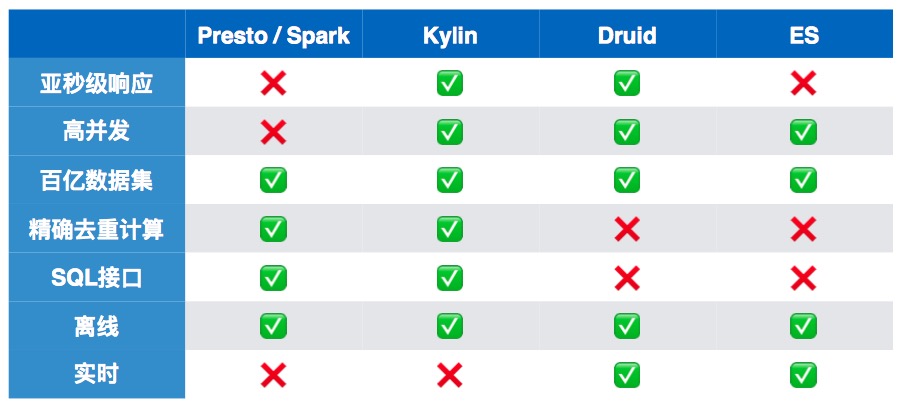 Presto / Spark Kylin Druid ES
亚秒级响应 ❌ ✅ ✅ ❌
高并发 ❌ ✅ ✅ ✅
百亿数据集 ✅ ✅ ✅ ✅
精确去重计算 ✅ ✅ ❌ ❌
SQL接口 ✅ ✅ ❌ ❌
离线 ✅ ✅ ✅ ✅
实时 ❌ ❌ ✅ ✅